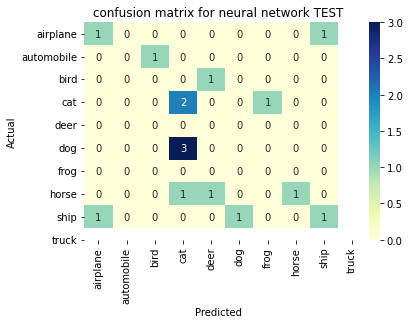 confusion matrix for neural network TEST
airplane 1 0 0 0 0 0 0 0 1
automobile 0 0 1 0 0 0 0 0 0
bird 0 0 0 0 1 0 0 0 0
cat 0 0 0 2 0 0 1 0 0
deer 0 0 0 0 0 0 0 0 0
dog 0 0 0 3 0 0 0 0 0
frog 0 0 0 0 0 0 0 0 0
horse 0 0 0 1 1 0 0 1 0
ship 1 0 0 0 0 1 0 0 1
truck
Actual
airplane automobile bird cat deer dog frog horse ship truck
Predicted
3.0
2.5
2.0
1.5
1.0
0.5
0.0